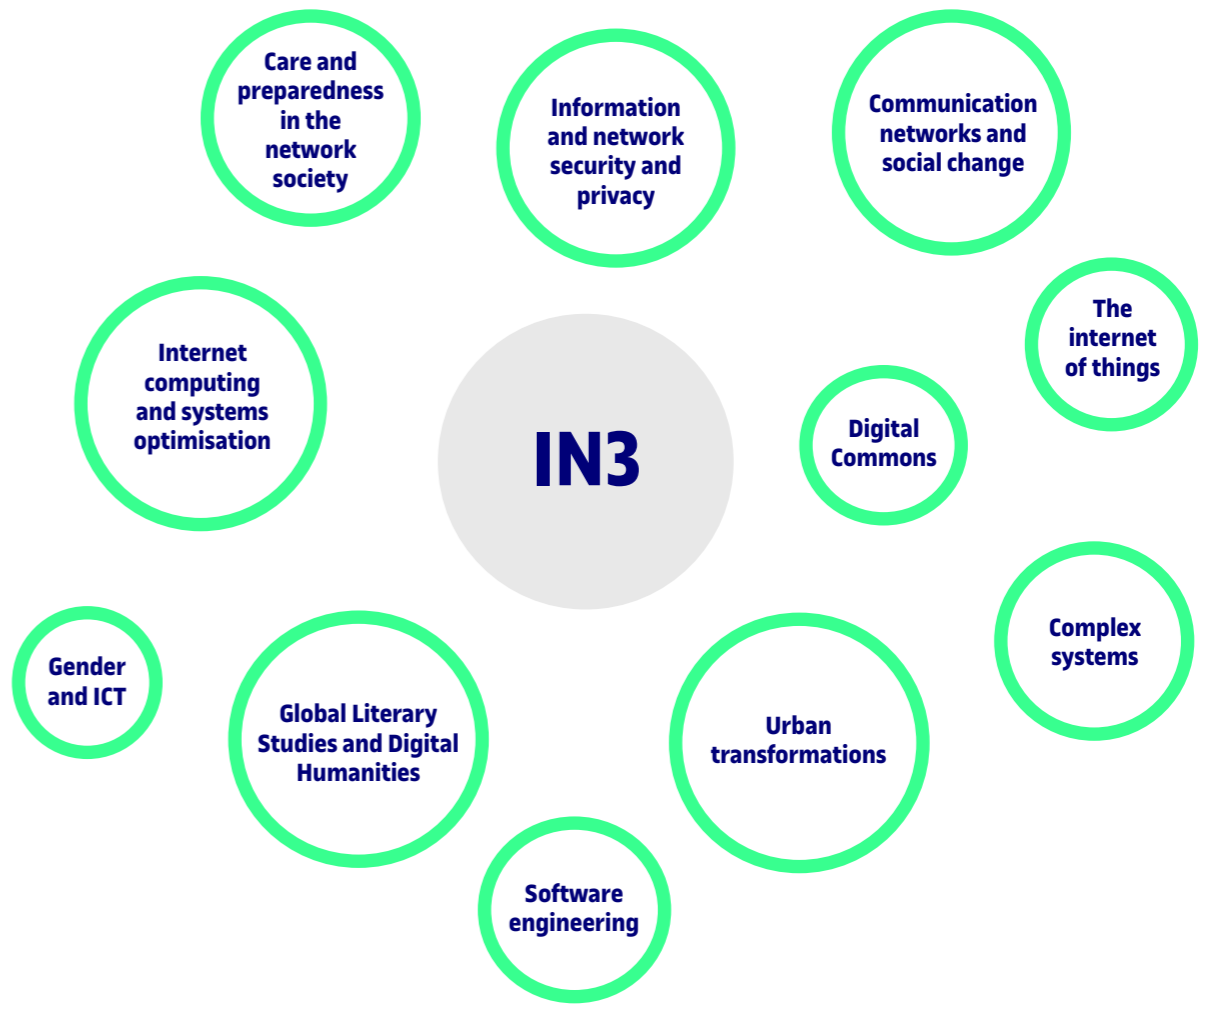 Care and
preparedness
in the
network
society
Information
and network
security and
privacy
Communication
networks and
social change
The
internet
of things
Internet
computing
and systems
optimisation
IN3
Digital
Commons
Complex
systems
Gender
and ICT
Global Literary
Studies and Digital
Humanities
Urban
transformations
Software
engineering